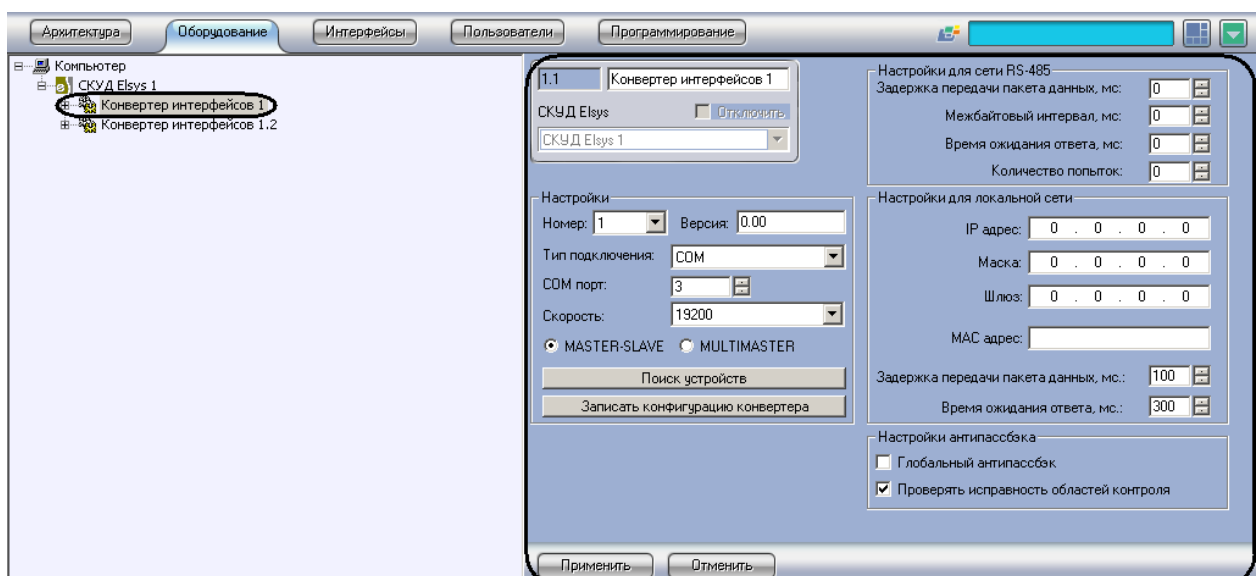 Архитектура Оборудование Интерфейсы Пользователи Программирование
Компьютер
СКУД Elsys 1
Конвертер интерфейсов 1
Конвертер интерфейсов 1.2
1.1 Конвертер интерфейсов 1
СКУД Elsys Отключить
СКУД Elsys 1
Настройки
Номер: 1 Версия: 0.00
Тип подключения: COM
COM порт: 3
Скорость: 19200
MASTER-SLAVE MULTIMASTER
Поиск устройств
Записать конфигурацию конвертера
Настройки для сети RS-485
Задержка передачи пакета данных, мс: 0
Межбайтовый интервал, мс: 0
Время ожидания ответа, мс: 0
Количество попыток: 0
Настройки для локальной сети
IP адрес: 0 . 0 . 0 . 0
Маска: 0 . 0 . 0 . 0
Шлюз: 0 . 0 . 0 . 0
MAC адрес:
Задержка передачи пакета данных, мс.: 100
Время ожидания ответа, мс.: 300
Настройки антипассбэка
Глобальный антипассбэк
Проверять исправность областей контроля
Применить Отменить